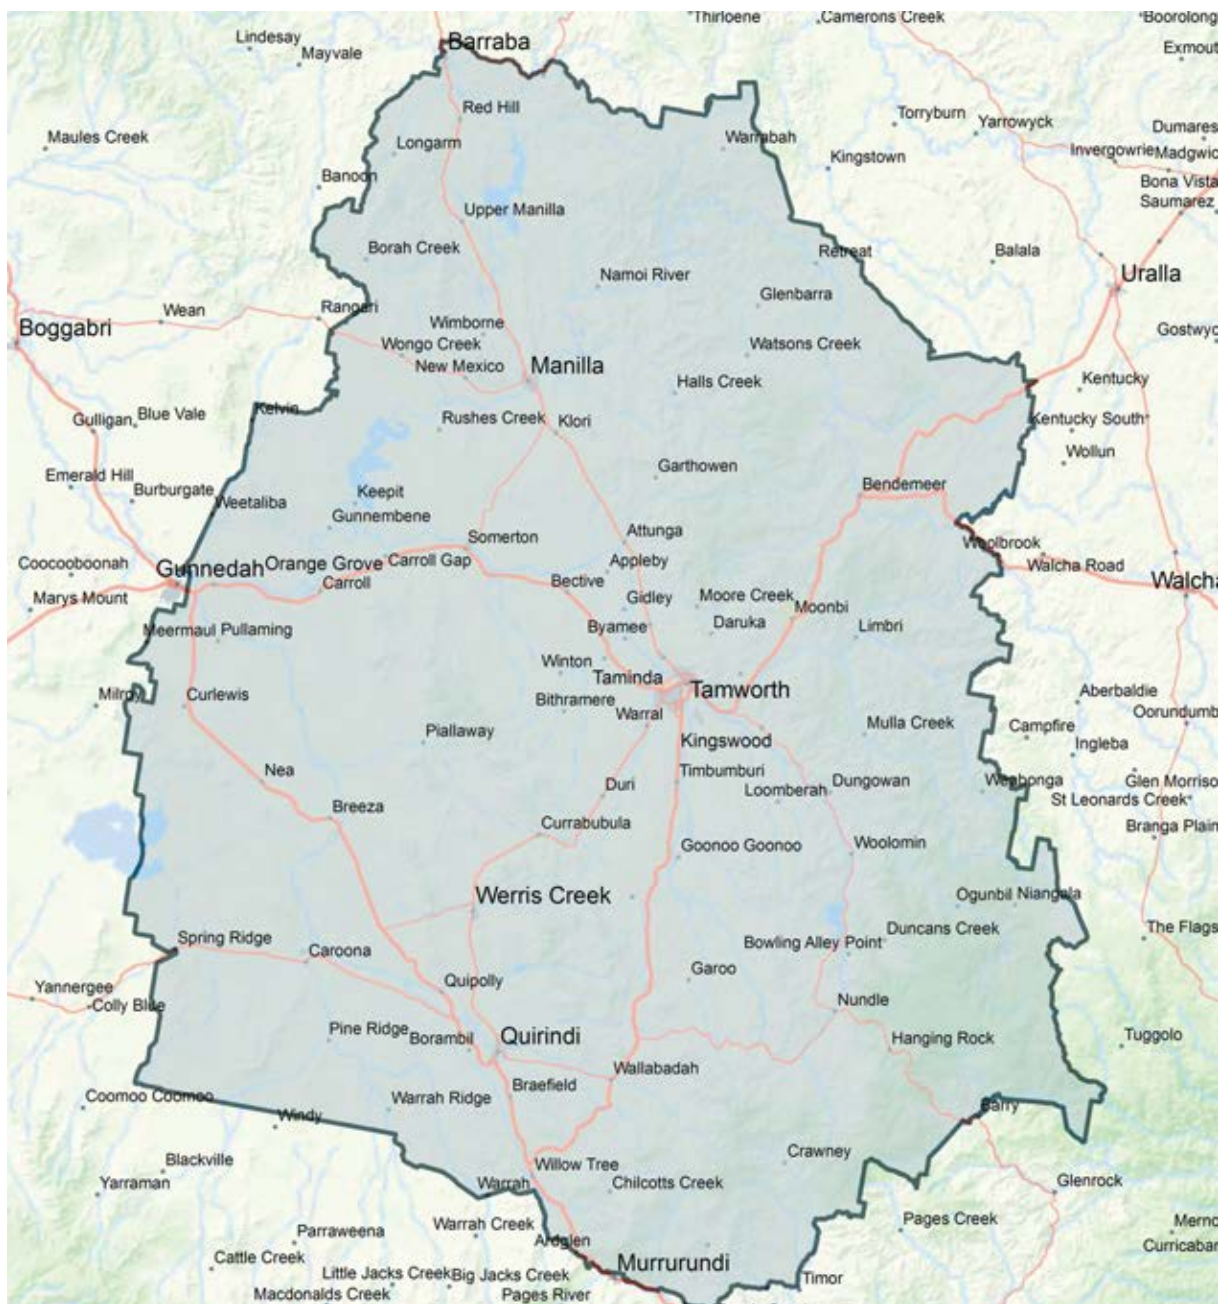 Thirloene
Camerons Creek
Boorolong
Lindesay
Barraba
Mayvale
Exmout
Red Hill
Torryburn
Yarrowyck
Dumares
Maules Creek
Longarm
Warrabah
Kingstown
Invergowrie
Madgwic
Banoon
Bona Vista
Saumarez
Upper Manilla
Borah Creek
Retreat
Balala
Namoi River
Uralla
Glenbarra
Wean
Ranoari
Boggabri
Wimborne
Gostwyc
Wongo Creek
Watsons Creek
New Mexico
Manilla
Halls Creek
Kentucky
Kelvin
Gulligan
Blue Vale
Rushes Creek
Klori
Kentucky South
Wollun
Emerald Hill
Garthowen
Burburgate
Weetaliba
Keepit
Bendemeer
Gunnembene
Somerton
Attunga
Woolbrook
Coocooboonah
Gunnedah
Orange Grove
Carroll Gap
Appleby
Walcha Road
Carroll
Bective
Walcha
Marys Mount
Gidley
Moore Creek
Moonbi
Meermaul
Pullaming
Byamee
Daruka
Limbri
Winton
Taminda
Tamworth
Milroy
Curlewis
Bithramere
Warral
Aberbaldie
Oorundumb
Piallaway
Kingswood
Mulla Creek
Campfire
Ingleba
Nea
Timbumburi
Duri
Loomberah
Dungowan
Weabonga
Glen Morriso
St Leonards Creek
Breeza
Currabubula
Branga Plain
Goonoo Goonoo
Woolomin
Werris Creek
Ogunbil
Niangala
Spring Ridge
Caroona
Bowling Alley Point
Duncans Creek
The Flags
Garoo
Yannergee
Colly Blue
Quipolly
Nundle
Pine Ridge
Borambil
Quirindi
Hanging Rock
Tuggolo
Wallabadah
Coomoo Coomoo
Warrah Ridge
Braefield
Windy
Barry
Blackville
Crawney
Yarraman
Willow Tree
Warrah
Chilcotts Creek
Glenrock
Parraweena
Warrah Creek
Pages Creek
Merno
Cattle Creek
Ardglen
Curricabar
Little Jacks Creek
Big Jacks Creek
Murrurundi
Timor
Macdonalds Creek
Pages River